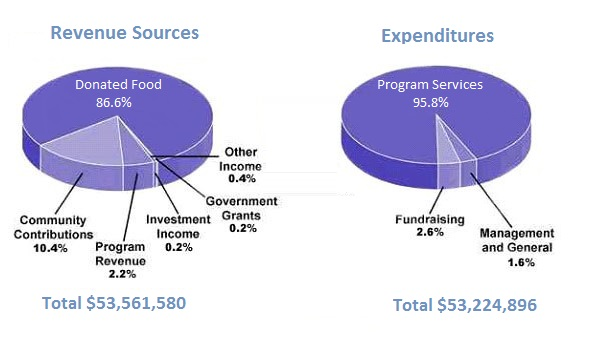 Revenue Sources
Donated Food
86.6%
Other
Income
0.4%
Government
Grants
0.2%
Investment
Income
0.2%
Program
Revenue
2.2%
Community
Contributions
10.4%
Total $53,561,580
Expenditures
Program Services
95.8%
Fundraising
2.6%
Management
and General
1.6%
Total $53,224,896